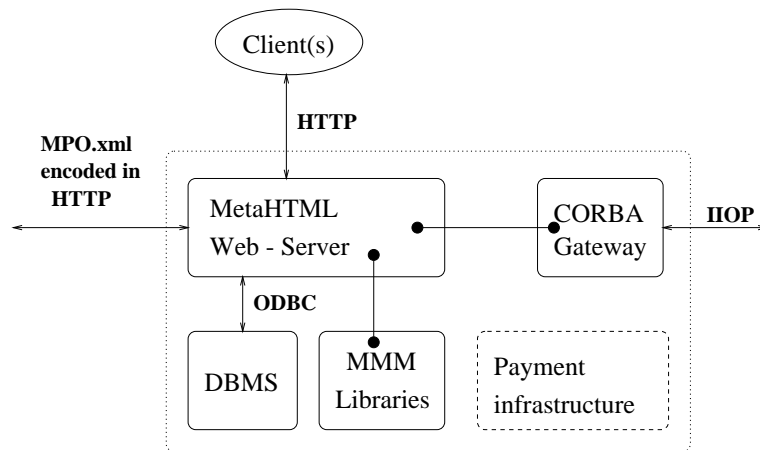 Client(s)
HTTP
MPO.xml
encoded in
HTTP
MetaHTML
Web - Server
CORBA
Gateway
IIOP
ODBC
DBMS
MMM
Libraries
Payment
infrastructure